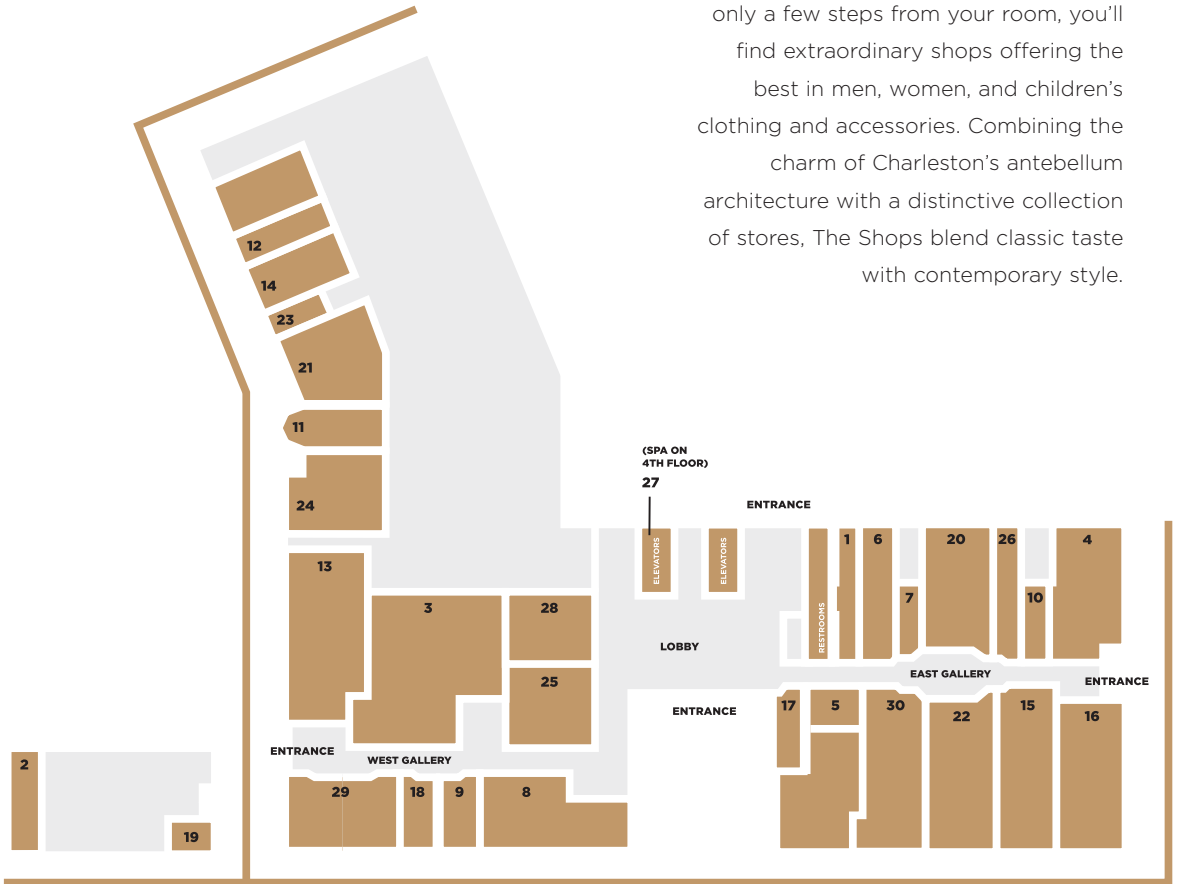 only a few steps from your room, you’ll
find extraordinary shops offering the
best in men, women, and children’s
clothing and accessories. Combining the
charm of Charleston’s antebellum
architecture with a distinctive collection
of stores, The Shops blend classic taste
with contemporary style.
12
14
23
21
11
24
(SPA ON
4TH FLOOR)
27
ENTRANCE
ELEVATORS
ELEVATORS
RESTROOMS
1
6
20
26
4
7
10
13
3
28
25
LOBBY
EAST GALLERY
ENTRANCE
ENTRANCE
17
5
30
22
15
16
ENTRANCE
WEST GALLERY
2
19
29
18
9
8